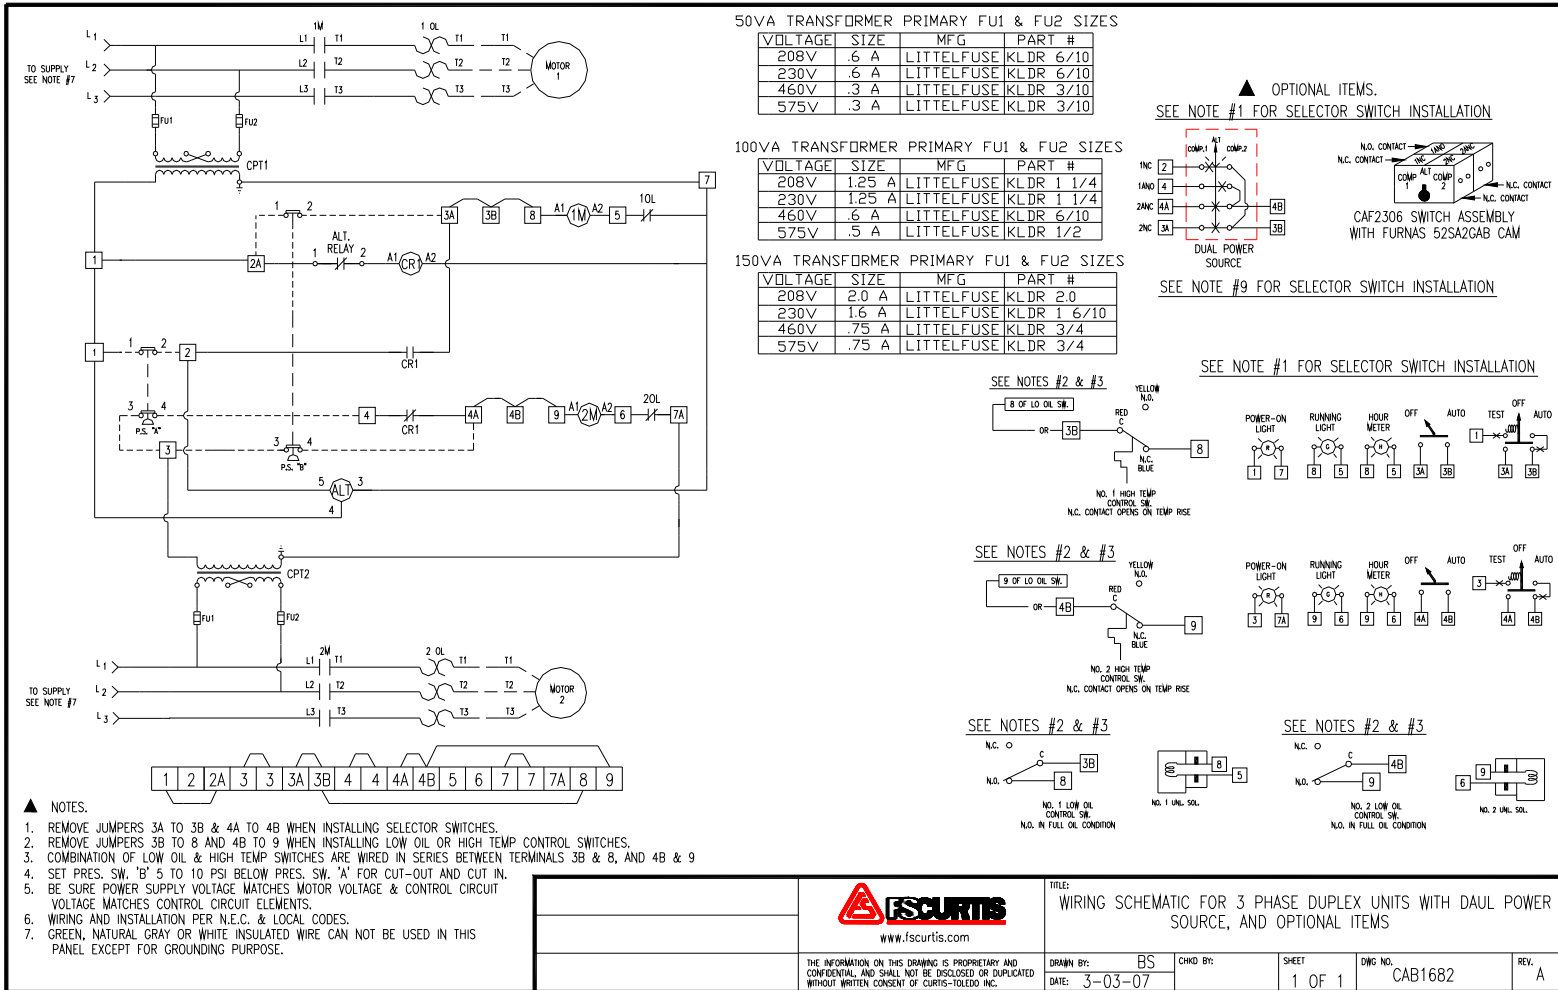 L1
L2
L3
TO SUPPLY
SEE NOTE #7
1M
L1 T1
L2 T2
L3 T3
1 OL
T1 T1
T2 T2
T3 T3
MOTOR
1
FU1
FU2
CPT1
7
1 2
3A 3B 8 A1 1M A2 5 1OL
ALT.
RELAY
1 2A 1 2 A1 CR1 A2
1 1 2 2
CR1
3 4
P.S. "A"
4 CR1 4A 4B 9 A1 2M A2 6 2OL 7A
3 3 4
P.S. "B"
5 ALT 3
4
CPT2
FU1
FU2
L1
L2
L3
TO SUPPLY
SEE NOTE #7
2M
L1 T1
L2 T2
L3 T3
2 OL
T1 T1
T2 T2
T3 T3
MOTOR
2
1 2 2A 3 3 3A 3B 4 4 4A 4B 5 6 7 7 7A 8 9
50VA TRANSFORMER PRIMARY FU1 & FU2 SIZES
VOLTAGE SIZE MFG PART #
208V .6 A LITTELFUSE KLDR 6/10
230V .6 A LITTELFUSE KLDR 6/10
460V .3 A LITTELFUSE KLDR 3/10
575V .3 A LITTELFUSE KLDR 3/10
100VA TRANSFORMER PRIMARY FU1 & FU2 SIZES
VOLTAGE SIZE MFG PART #
208V 1.25 A LITTELFUSE KLDR 1 1/4
230V 1.25 A LITTELFUSE KLDR 1 1/4
460V .6 A LITTELFUSE KLDR 6/10
575V .5 A LITTELFUSE KLDR 1/2
150VA TRANSFORMER PRIMARY FU1 & FU2 SIZES
VOLTAGE SIZE MFG PART #
208V 2.0 A LITTELFUSE KLDR 2.0
230V 1.6 A LITTELFUSE KLDR 1 6/10
460V .75 A LITTELFUSE KLDR 3/4
575V .75 A LITTELFUSE KLDR 3/4
OPTIONAL ITEMS.
SEE NOTE #1 FOR SELECTOR SWITCH INSTALLATION
ALT
COMP.1 COMP.2
1NC 2
1ANO 4
2ANC 4A 4B
2NC 3A 3B
DUAL POWER
SOURCE
N.O. CONTACT
N.C. CONTACT
1ANO 2ANC
1NC 2NC
COMP ALT COMP
1 2
N.C. CONTACT
N.C. CONTACT
CAF2306 SWITCH ASSEMBLY
WITH FURNAS 52SA2GAB CAM
SEE NOTE #9 FOR SELECTOR SWITCH INSTALLATION
SEE NOTE #1 FOR SELECTOR SWITCH INSTALLATION
SEE NOTES #2 & #3
8 OF LO OIL SW.
OR 3B
RED
C
YELLOW
N.O.
N.C.
BLUE
8
NO. 1 HIGH TEMP
CONTROL SW.
N.C. CONTACT OPENS ON TEMP RISE
POWER-ON
LIGHT
R
1 7
RUNNING
LIGHT
G
8 5
HOUR
METER
H
8 5
OFF AUTO
3A 3B
OFF
TEST AUTO
1
3A 3B
SEE NOTES #2 & #3
9 OF LO OIL SW.
OR 4B
RED
C
YELLOW
N.O.
N.C.
BLUE
9
NO. 2 HIGH TEMP
CONTROL SW.
N.C. CONTACT OPENS ON TEMP RISE
POWER-ON
LIGHT
R
3 7A
RUNNING
LIGHT
G
9 6
HOUR
METER
H
9 6
OFF AUTO
4A 4B
OFF
TEST AUTO
3
4A 4B
SEE NOTES #2 & #3
N.C.
C
3B
N.O.
8
NO. 1 LOW OIL
CONTROL SW.
N.O. IN FULL OIL CONDITION
8
5
NO. 1 UNL. SOL.
SEE NOTES #2 & #3
N.C.
C
4B
N.O.
9
NO. 2 LOW OIL
CONTROL SW.
N.O. IN FULL OIL CONDITION
9
6
NO. 2 UNL. SOL.
NOTES.
1. REMOVE JUMPERS 3A TO 3B & 4A TO 4B WHEN INSTALLING SELECTOR SWITCHES.
2. REMOVE JUMPERS 3B TO 8 AND 4B TO 9 WHEN INSTALLING LOW OIL OR HIGH TEMP CONTROL SWITCHES.
3. COMBINATION OF LOW OIL & HIGH TEMP SWITCHES ARE WIRED IN SERIES BETWEEN TERMINALS 3B & 8, AND 4B & 9
4. SET PRES. SW. 'B' 5 TO 10 PSI BELOW PRES. SW. 'A' FOR CUT-OUT AND CUT IN.
5. BE SURE POWER SUPPLY VOLTAGE MATCHES MOTOR VOLTAGE & CONTROL CIRCUIT
VOLTAGE MATCHES CONTROL CIRCUIT ELEMENTS.
6. WIRING AND INSTALLATION PER N.E.C. & LOCAL CODES.
7. GREEN, NATURAL GRAY OR WHITE INSULATED WIRE CAN NOT BE USED IN THIS
PANEL EXCEPT FOR GROUNDING PURPOSE.
FSCURTIS
www.fscurtis.com
THE INFORMATION ON THIS DRAWING IS PROPRIETARY AND
CONFIDENTIAL, AND SHALL NOT BE DISCLOSED OR DUPLICATED
WITHOUT WRITTEN CONSENT OF CURTIS-TOLEDO INC.
TITLE:
WIRING SCHEMATIC FOR 3 PHASE DUPLEX UNITS WITH DAUL POWER
SOURCE, AND OPTIONAL ITEMS
DRAWN BY: BS
DATE: 3-03-07
CHKD BY:
SHEET
1 OF 1
DWG NO.
CAB1682
REV.
A